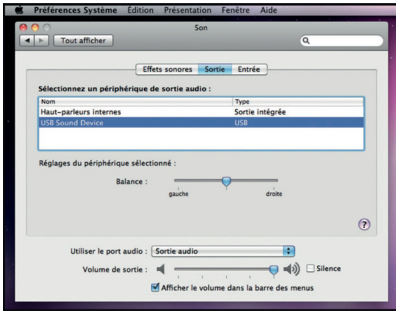 Préférences Système Édition Présentation Fenêtre Aide
Son
Tout afficher
Effets sonores Sortie Entrée
Sélectionnez un périphérique de sortie audio :
Nom Type
Haut-parleurs internes Sortie intégrée
USB Sound Device USB
Réglages du périphérique sélectionné :
Balance :
gauche droite
?
Utiliser le port audio : Sortie audio
Volume de sortie : Silence
Afficher le volume dans la barre des menus